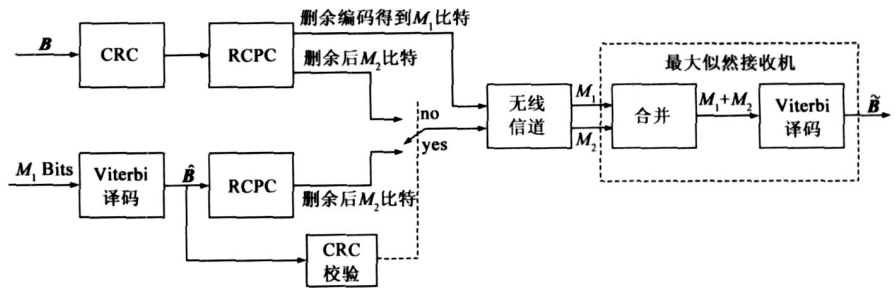 删余编码得到M₁比特
B
CRC
RCPC
删余后M₂比特
最大似然接收机
no
yes
无线
信道
M₁
M₂
合并
M₁+M₂
Viterbi
译码
B̃
M₁ Bits
Viterbi
译码
B̂
RCPC
删余后M₂比特
CRC
校验